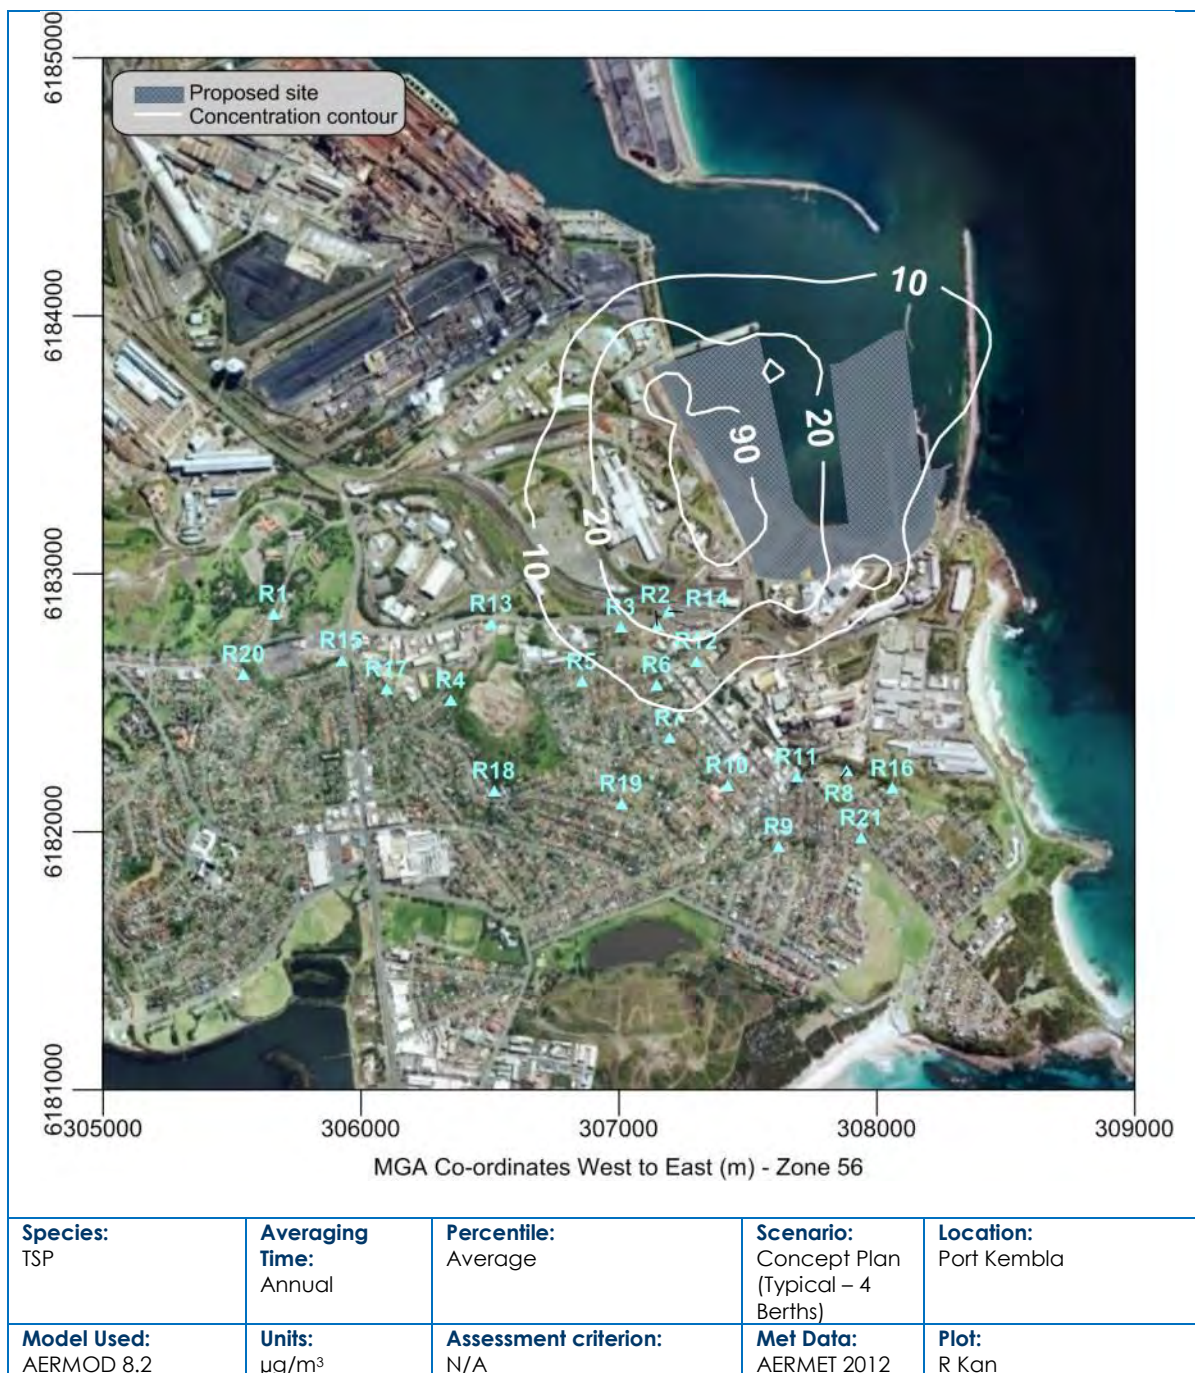 6185000
Proposed site
Concentration contour
10
6184000
20
90
20
10
6183000
R1
R2
R14
R13
R3
R12
R15
R20
R17
R5
R6
R4
R7
R18
R19
R10
R11
R16
R8
6182000
R9
R21
6181000
305000
306000
307000
308000
309000
MGA Co-ordinates West to East (m) - Zone 56
Species:
TSP
Averaging
Time:
Annual
Percentile:
Average
Scenario:
Concept Plan
(Typical – 4
Berths)
Location:
Port Kembla
Model Used:
AERMOD 8.2
Units:
µg/m³
Assessment criterion:
N/A
Met Data:
AERMET 2012
Plot:
R Kan